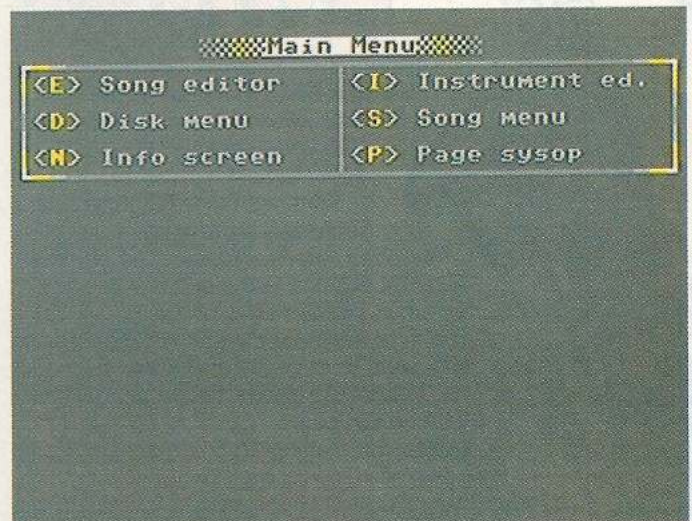 Main Menu
<E> Song editor <I> Instrument ed.
<D> Disk menu <S> Song menu
<N> Info screen <P> Page sysop